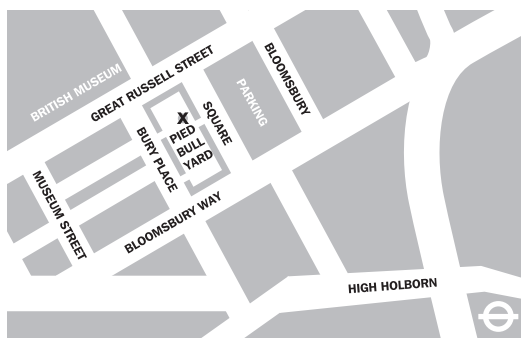 BRITISH MUSEUM
GREAT RUSSELL STREET
BLOOMSBURY
SQUARE
PARKING
X
PIED
BULL
YARD
BURY PLACE
MUSEUM STREET
BLOOMSBURY WAY
HIGH HOLBORN